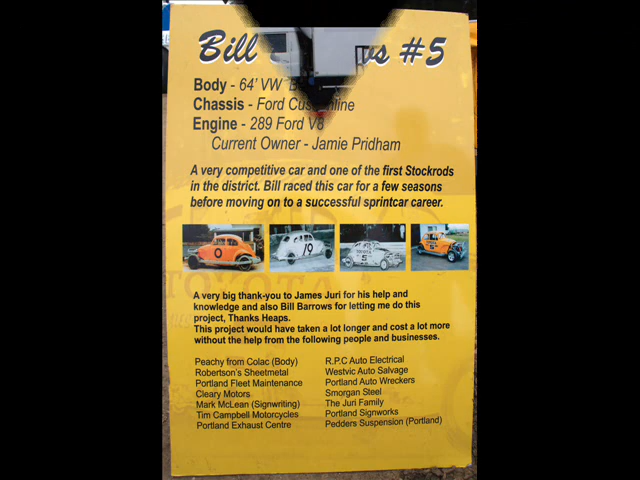 Bill #5
Body - 64' VW
Chassis - Ford
Engine - 289 Ford V8
Current Owner - Jamie Pridham
A very competitive car and one of the first Stockrods
in the district. Bill raced this car for a few seasons
before moving on to a successful sprintcar career.
0
19
5
A very big thank-you to James Juri for his help and
knowledge and also Bill Barrows for letting me do this
project, Thanks Heaps.
This project would have taken a lot longer and cost a lot more
without the help from the following people and businesses.
Peachy from Colac (Body)
Robertson's Sheetmetal
Portland Fleet Maintenance
Cleary Motors
Mark McLean (Signwriting)
Tim Campbell Motorcycles
Portland Exhaust Centre
R.P.C Auto Electrical
Westvic Auto Salvage
Portland Auto Wreckers
Smorgan Steel
The Juri Family
Portland Signworks
Pedders Suspension (Portland)